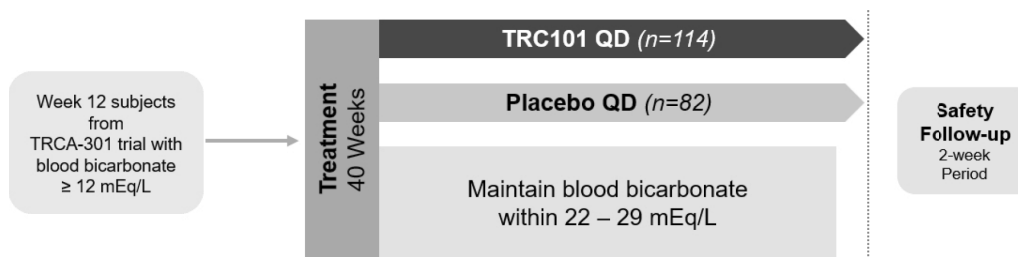 Week 12 subjects
from
TRCA-301 trial with
blood bicarbonate
≥ 12 mEq/L
Treatment
40 Weeks
TRC101 QD (n=114)
Placebo QD (n=82)
Maintain blood bicarbonate
within 22 – 29 mEq/L
Safety
Follow-up
2-week
Period